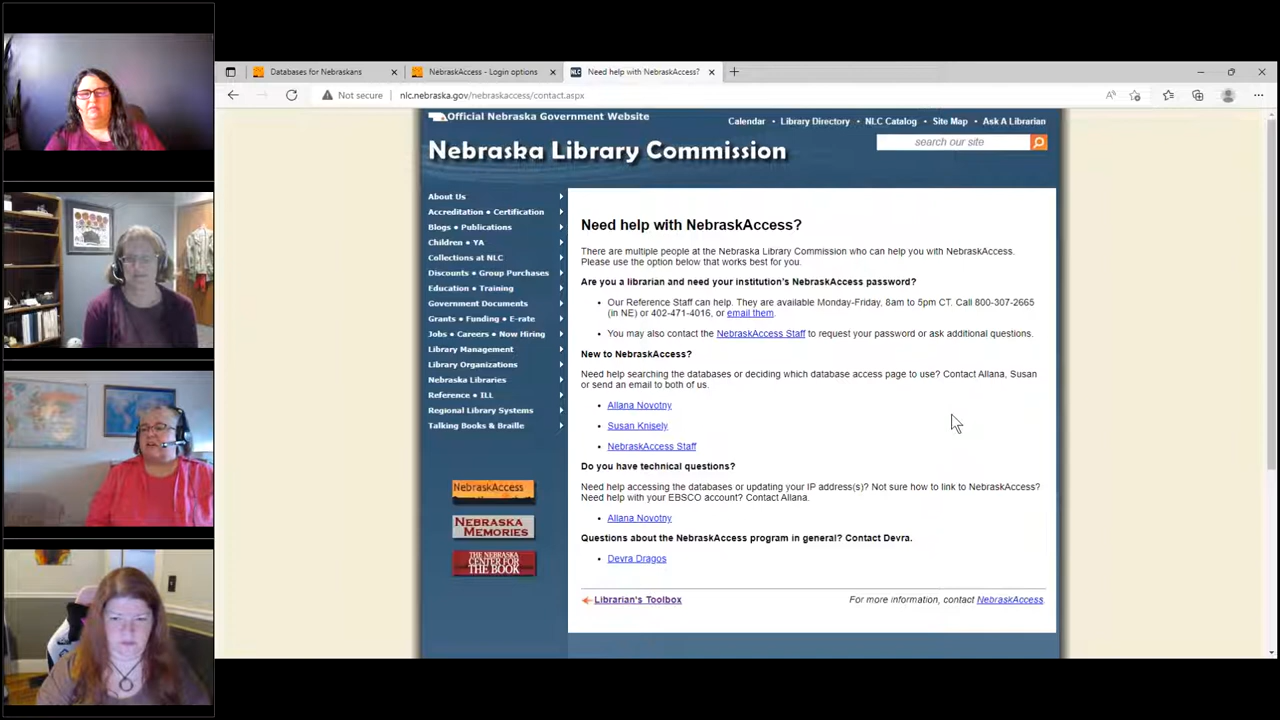 Databases for Nebraskans
NebraskAccess - Login options
Need help with NebraskAccess?
Not secure
nlc.nebraska.gov/nebraskaccess/contact.aspx
Official Nebraska Government Website
Calendar • Library Directory • NLC Catalog • Site Map • Ask A Librarian
Nebraska Library Commission
search our site
About Us
Accreditation • Certification
Blogs • Publications
Children • YA
Collections at NLC
Discounts • Group Purchases
Education • Training
Government Documents
Grants • Funding • E-rate
Jobs • Careers • Now Hiring
Library Management
Library Organizations
Nebraska Libraries
Reference • ILL
Regional Library Systems
Talking Books & Braille
NebraskAccess
NEBRASKA
MEMORIES
THE NEBRASKA
CENTER FOR
THE BOOK
Need help with NebraskAccess?
There are multiple people at the Nebraska Library Commission who can help you with NebraskAccess.
Please use the option below that works best for you.
Are you a librarian and need your institution's NebraskAccess password?
• Our Reference Staff can help. They are available Monday-Friday, 8am to 5pm CT. Call 800-307-2665
(in NE) or 402-471-4016, or email them.
• You may also contact the NebraskAccess Staff to request your password or ask additional questions.
New to NebraskAccess?
Need help searching the databases or deciding which database access page to use? Contact Allana, Susan
or send an email to both of us.
• Allana Novotny
• Susan Knisely
• NebraskAccess Staff
Do you have technical questions?
Need help accessing the databases or updating your IP address(s)? Not sure how to link to NebraskAccess?
Need help with your EBSCO account? Contact Allana.
• Allana Novotny
Questions about the NebraskAccess program in general? Contact Devra.
• Devra Dragos
Librarian's Toolbox
For more information, contact NebraskAccess.